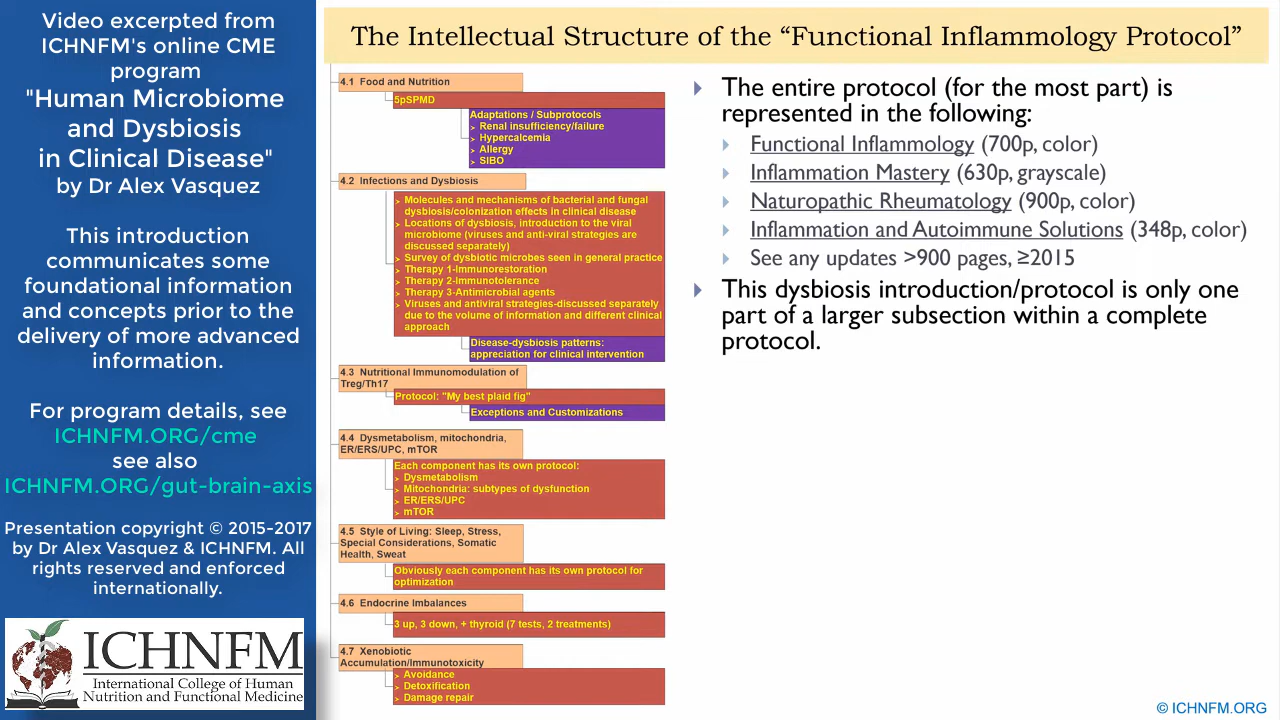 Video excerpted from
ICHNFM's online CME
program
"Human Microbiome
and Dysbiosis
in Clinical Disease"
by Dr Alex Vasquez
This introduction
communicates some
foundational information
and concepts prior to the
delivery of more advanced
information.
For program details, see
ICHNFM.ORG/cme
see also
ICHNFM.ORG/gut-brain-axis
Presentation copyright © 2015-2017
by Dr Alex Vasquez & ICHNFM. All
rights reserved and enforced
internationally.
ICHNFM
International College of Human
Nutrition and Functional Medicine
The Intellectual Structure of the “Functional Inflammology Protocol”
4.1 Food and Nutrition
5pSPMD
Adaptations / Subprotocols
Renal insufficiency/failure
Hypercalcemia
Allergy
SIBO
4.2 Infections and Dysbiosis
Molecules and mechanisms of bacterial and fungal
dysbiosis/colonization effects in clinical disease
Locations of dysbiosis, introduction to the viral
microbiome (viruses and anti-viral strategies are
discussed separately)
Survey of dysbiotic microbes seen in general practice
Therapy 1-Immunorestoration
Therapy 2-Immunotolerance
Therapy 3-Antimicrobial agents
Viruses and antiviral strategies-discussed separately
due to the volume of information and different clinical
approach
Disease-dysbiosis patterns:
appreciation for clinical intervention
4.3 Nutritional Immunomodulation of
Treg/Th17
Protocol: "My best plaid fig"
Exceptions and Customizations
4.4 Dysmetabolism, mitochondria,
ER/ERS/UPC, mTOR
Each component has its own protocol:
Dysmetabolism
Mitochondria: subtypes of dysfunction
ER/ERS/UPC
mTOR
4.5 Style of Living: Sleep, Stress,
Special Considerations, Somatic
Health, Sweat
Obviously each component has its own protocol for
optimization
4.6 Endocrine Imbalances
3 up, 3 down, + thyroid (7 tests, 2 treatments)
4.7 Xenobiotic
Accumulation/Immunotoxicity
Avoidance
Detoxification
Damage repair
The entire protocol (for the most part) is
represented in the following:
Functional Inflammology (700p, color)
Inflammation Mastery (630p, grayscale)
Naturopathic Rheumatology (900p, color)
Inflammation and Autoimmune Solutions (348p, color)
See any updates >900 pages, ≥2015
This dysbiosis introduction/protocol is only one
part of a larger subsection within a complete
protocol.
© ICHNFM.ORG